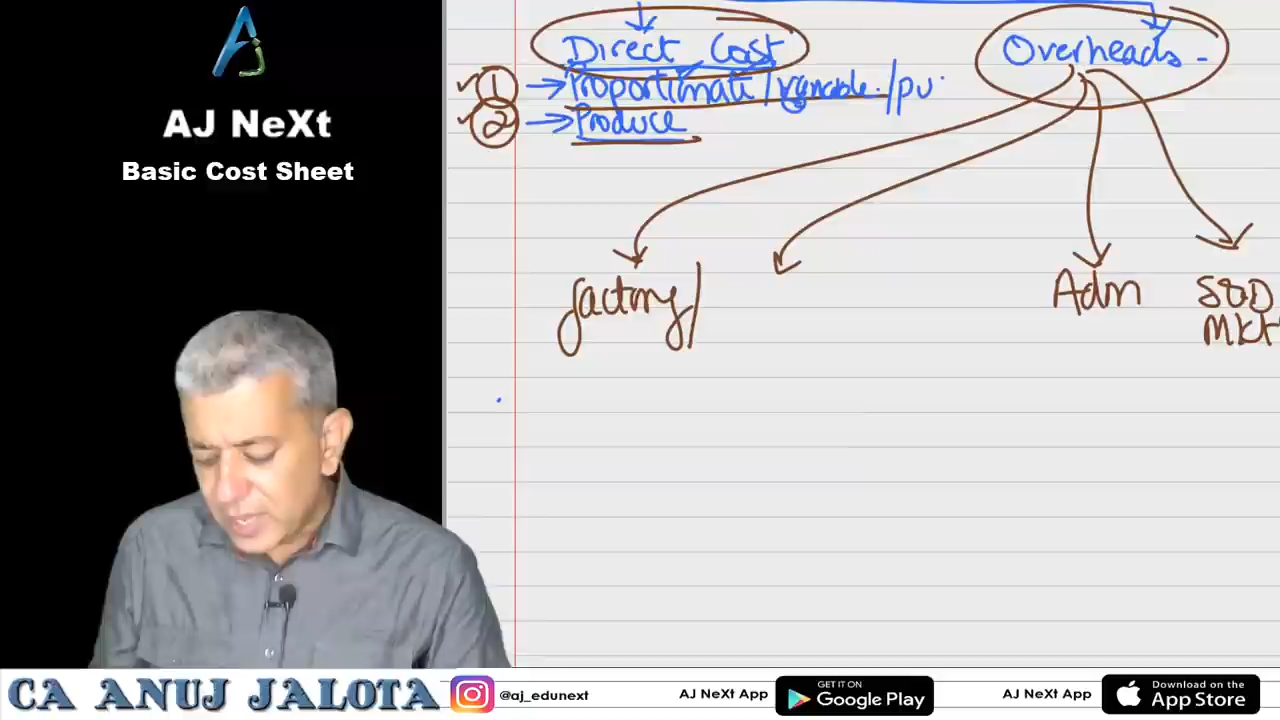 AJ NeXt
Basic Cost Sheet
Direct Cost
Overheads -
1 → Proportimate / variable / pu.
2 → Produce
factory/
Adm
S&D
Mkt
CA ANUJ JALOTA
@aj_edunext
AJ NeXt App
GET IT ON
Google Play
AJ NeXt App
Download on the
App Store